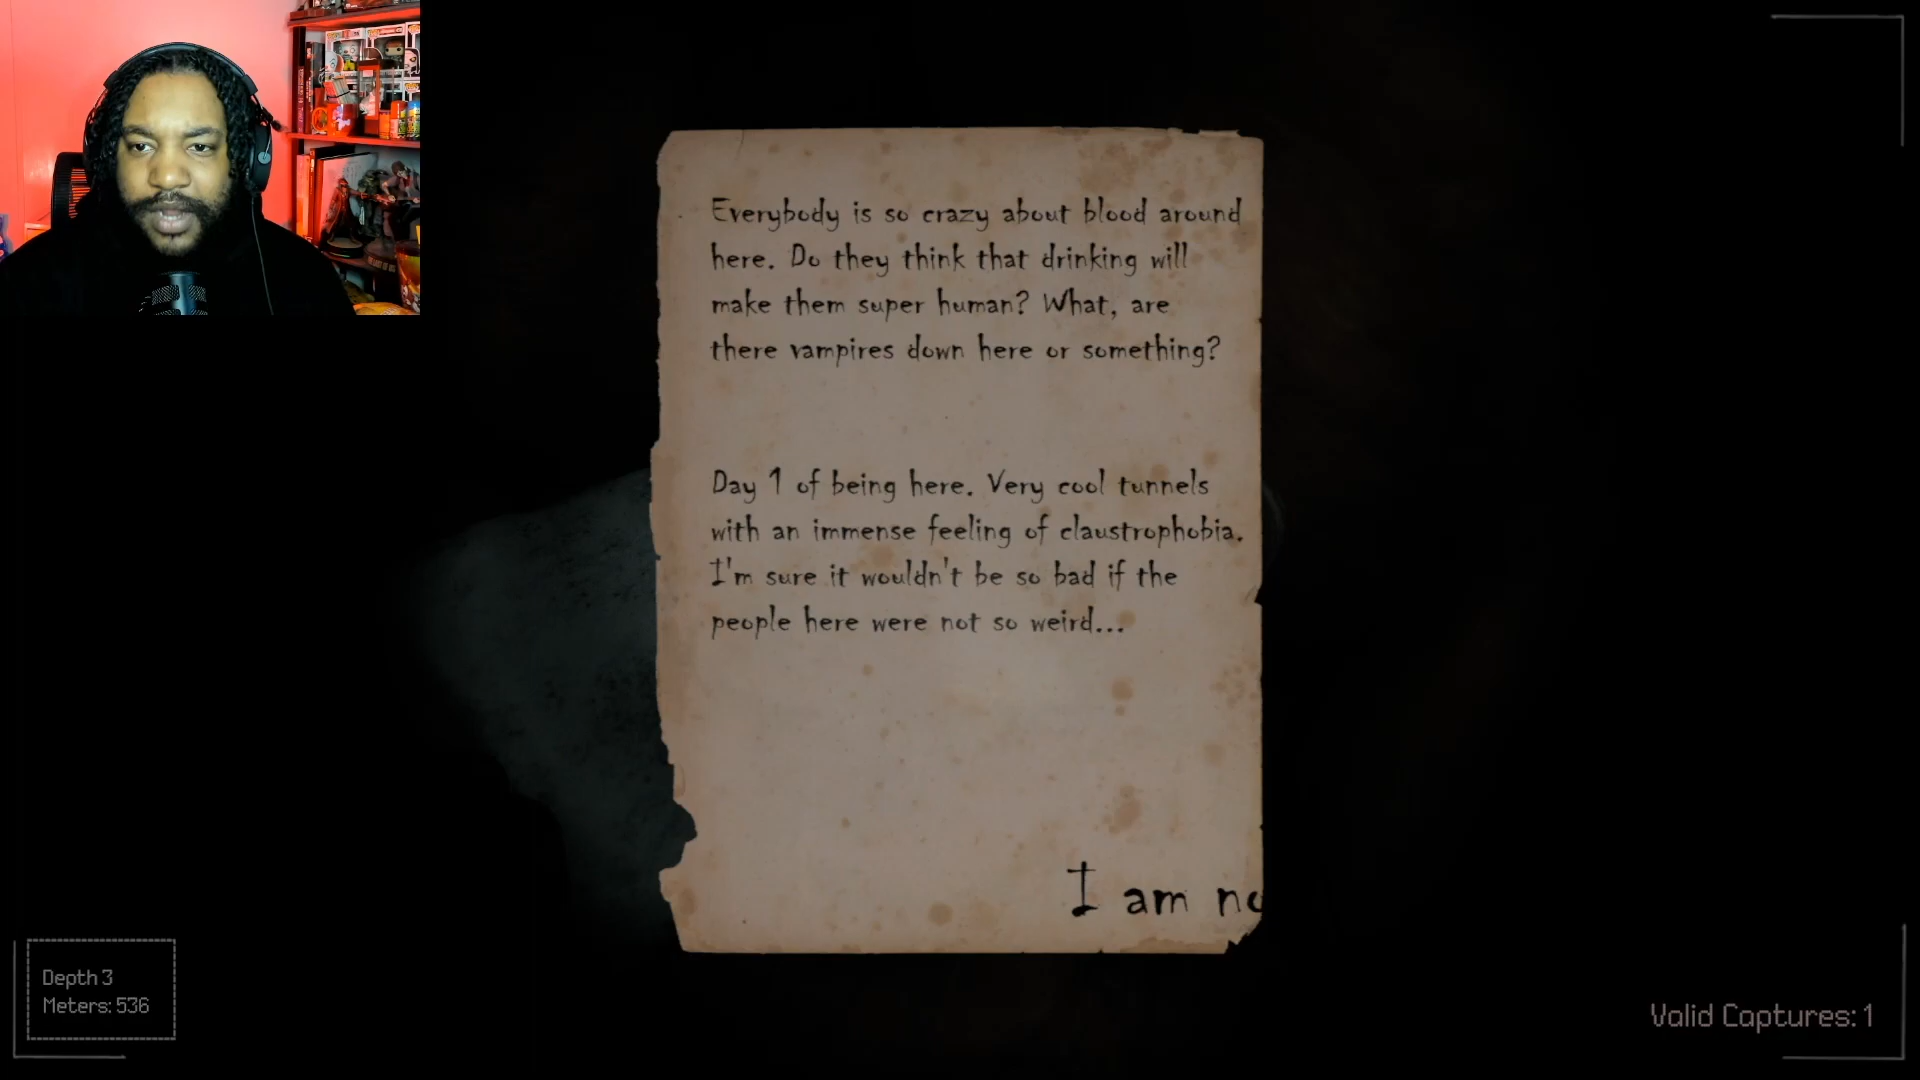 Everybody is so crazy about blood around
here. Do they think that drinking will
make them super human? What, are
there vampires down here or something?
Day 1 of being here. Very cool tunnels
with an immense feeling of claustrophobia.
I'm sure it wouldn't be so bad if the
people here were not so weird...
I am no
Depth 3
Meters: 536
Valid Captures: 1